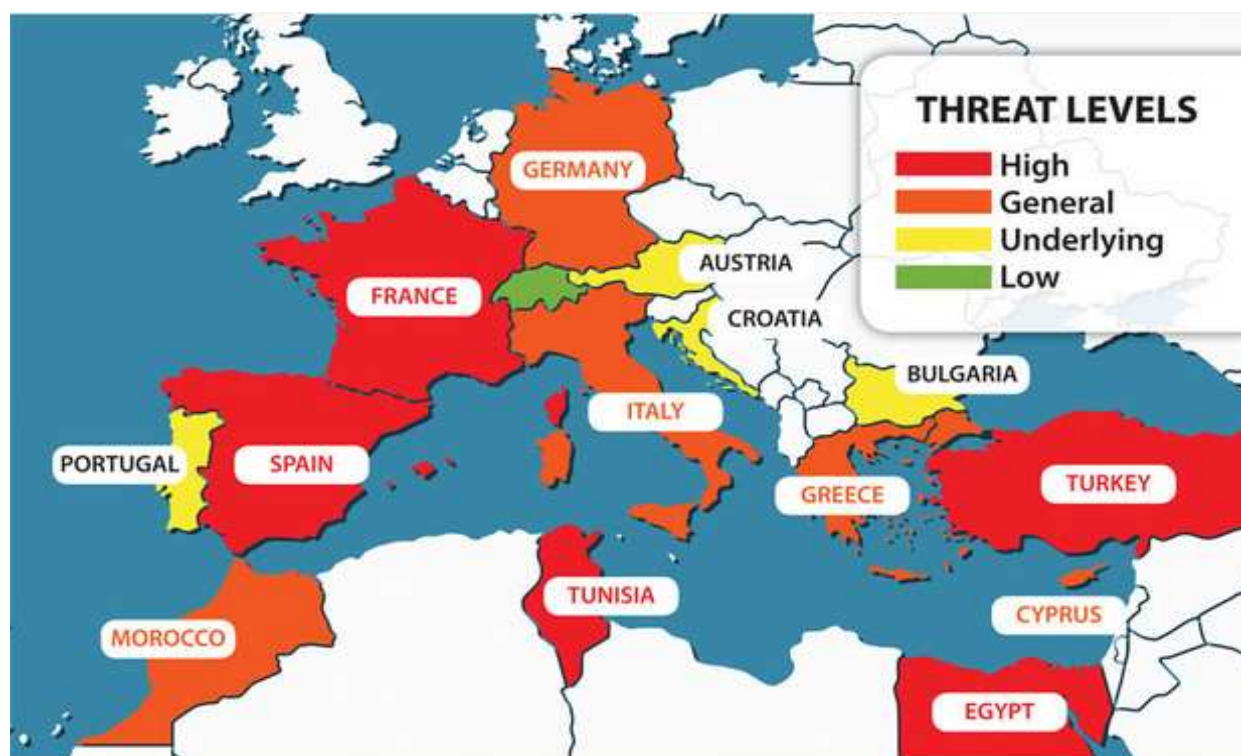 THREAT LEVELS
High
General
Underlying
Low
GERMANY
AUSTRIA
FRANCE
CROATIA
BULGARIA
ITALY
PORTUGAL
SPAIN
GREECE
TURKEY
TUNISIA
CYPRUS
MOROCCO
EGYPT